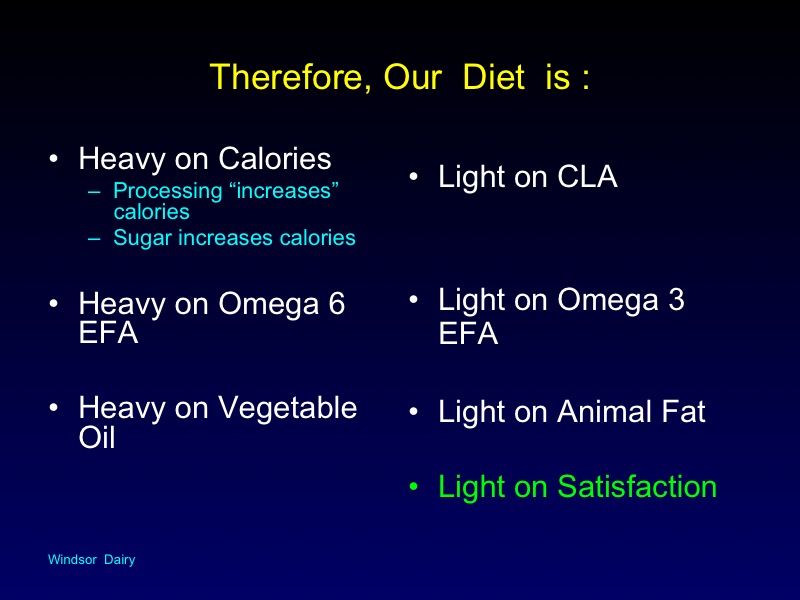 Therefore, Our  Diet  is :
• Heavy on Calories
– Processing “increases”
calories
– Sugar increases calories
• Heavy on Omega 6
EFA
• Heavy on Vegetable
Oil
• Light on CLA
• Light on Omega 3
EFA
• Light on Animal Fat
• Light on Satisfaction
Windsor  Dairy